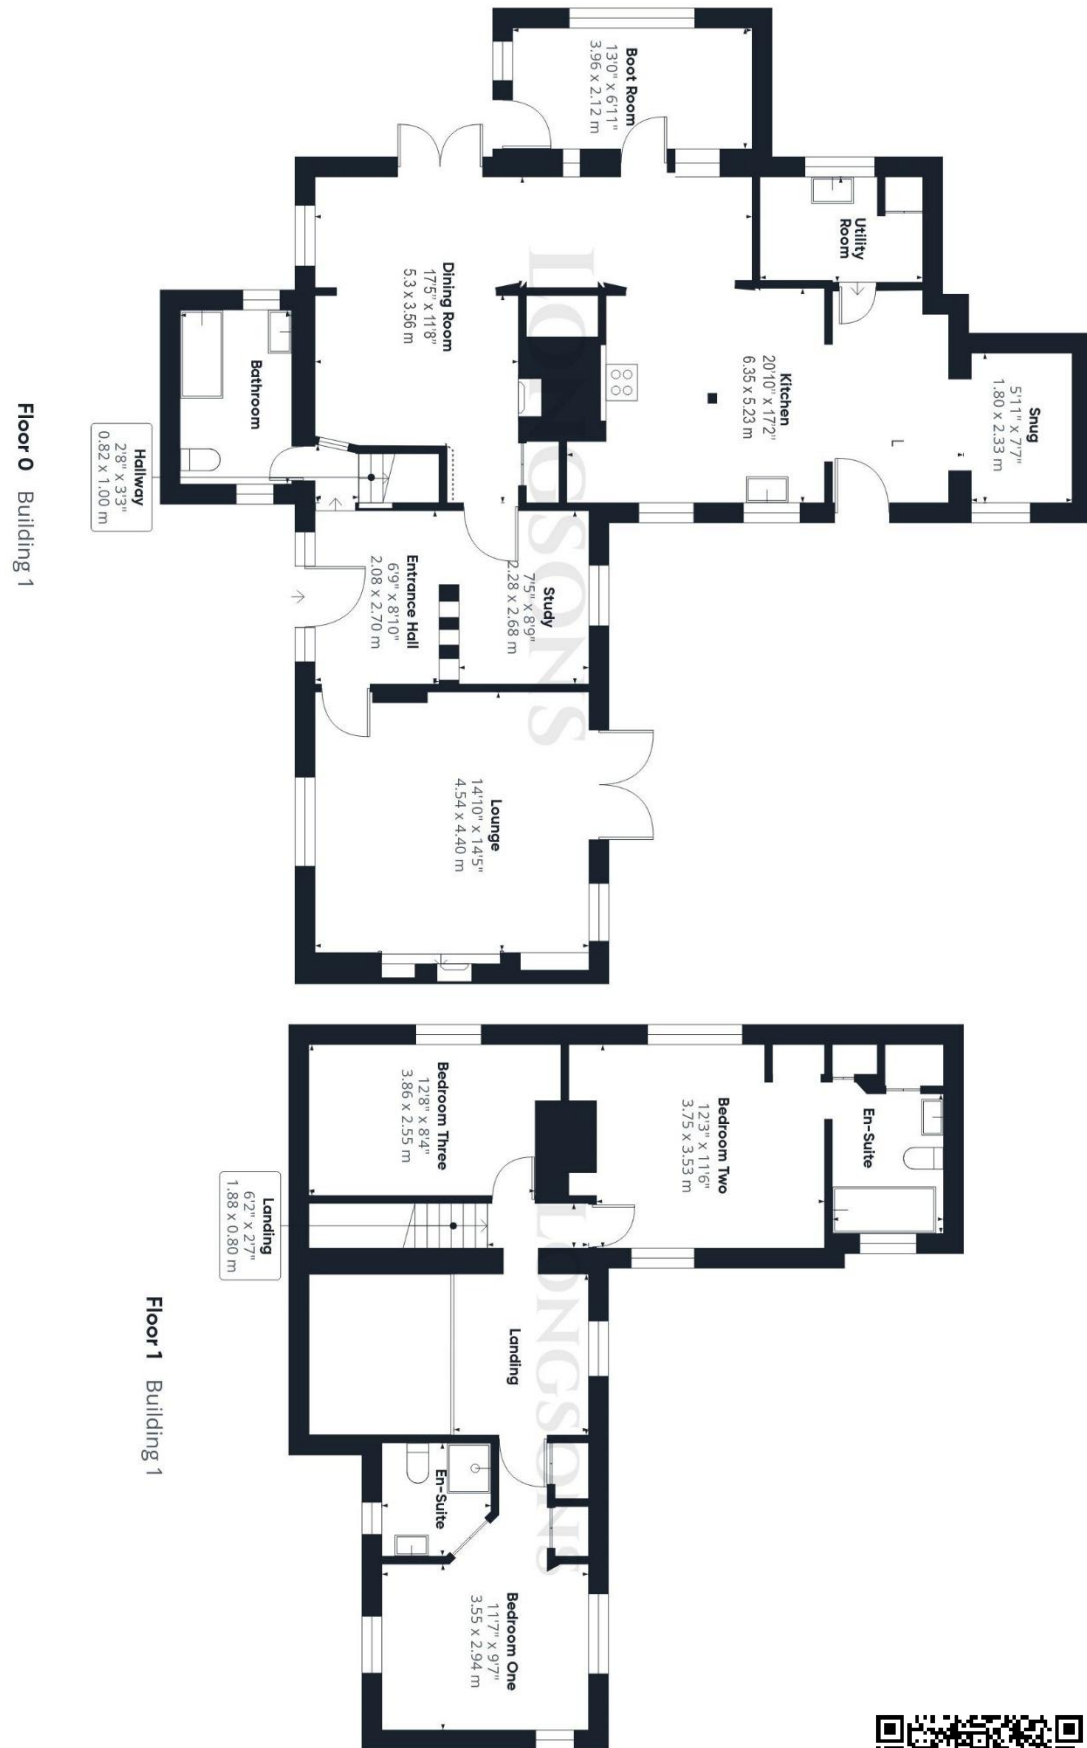 Boot Room
13'0" x 6'11"
3.96 x 2.12 m
Utility
Room
Dining Room
17'5" x 11'8"
5.3 x 3.56 m
Kitchen
20'10" x 17'2"
6.35 x 5.23 m
Snug
5'11" x 7'7"
1.80 x 2.33 m
L
Bathroom
Hallway
2'8" x 3'3"
0.82 x 1.00 m
Entrance Hall
6'9" x 8'10"
2.08 x 2.70 m
Study
7'5" x 8'9"
2.28 x 2.68 m
Lounge
14'10" x 14'5"
4.54 x 4.40 m
LONGSONS
Floor 0 Building 1
Bedroom Three
12'8" x 8'4"
3.86 x 2.55 m
Bedroom Two
12'3" x 11'6"
3.75 x 3.53 m
En-Suite
Landing
6'2" x 2'7"
1.88 x 0.80 m
Landing
En-Suite
Bedroom One
11'7" x 9'7"
3.55 x 2.94 m
LONGSONS
Floor 1 Building 1